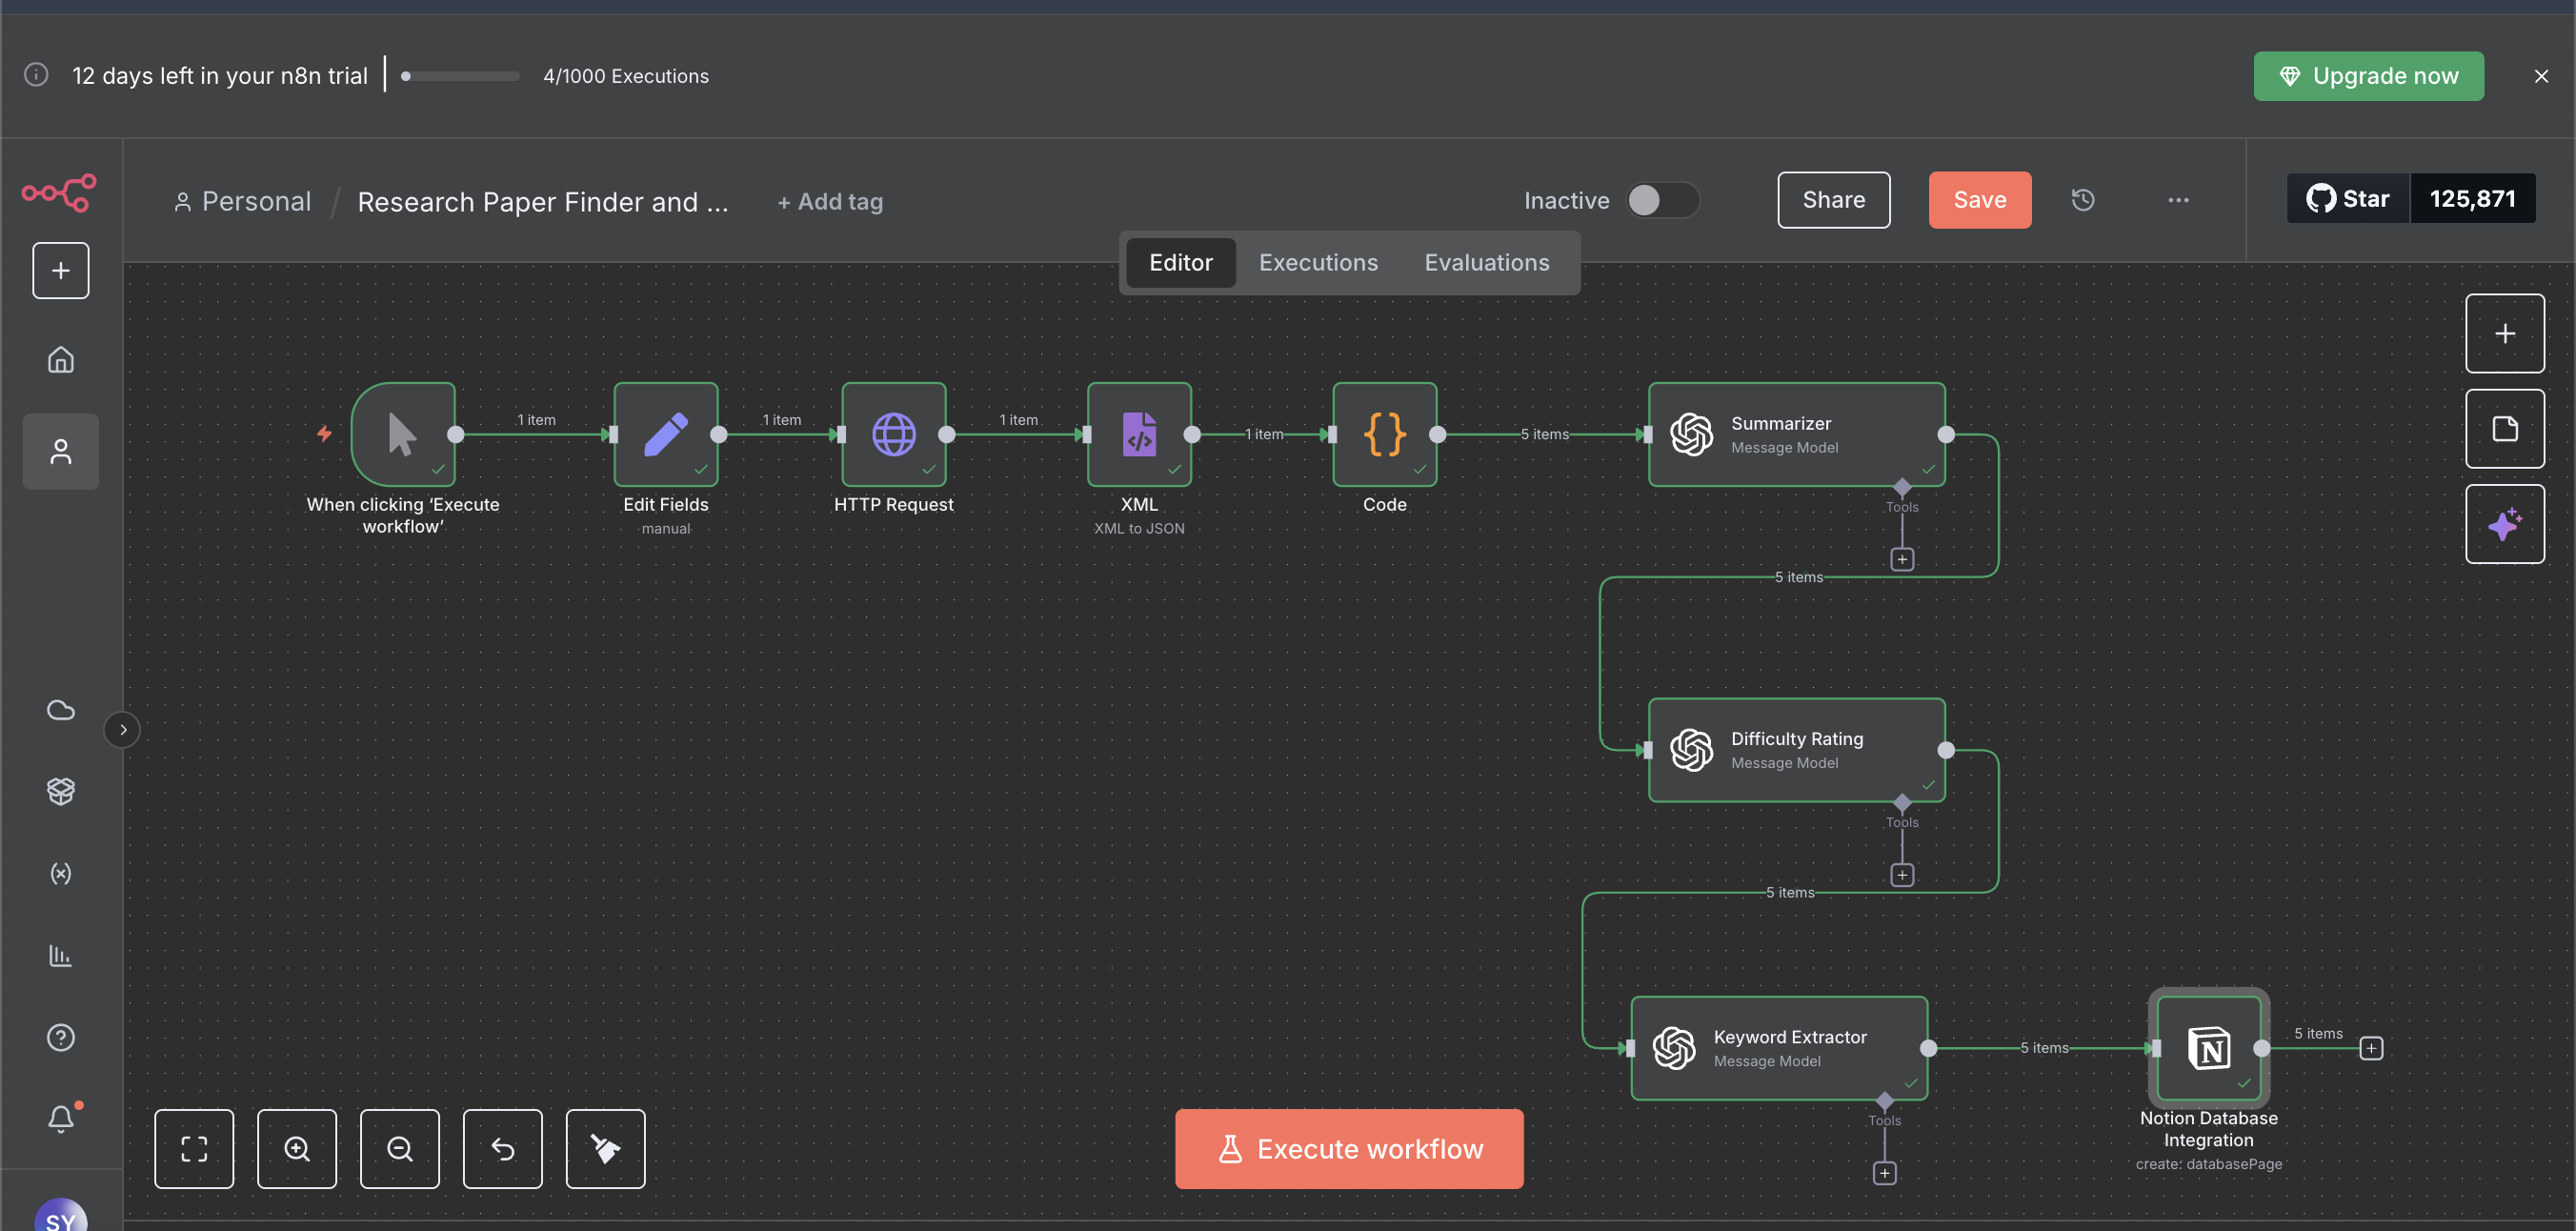 12 days left in your n8n trial
4/1000 Executions
Upgrade now
Personal / Research Paper Finder and ...
+ Add tag
Inactive
Share
Save
Star
125,871
Editor
Executions
Evaluations
When clicking ‘Execute
workflow’
1 item
Edit Fields
manual
1 item
HTTP Request
1 item
XML
XML to JSON
1 item
Code
5 items
Summarizer
Message Model
Tools
5 items
Difficulty Rating
Message Model
Tools
5 items
Keyword Extractor
Message Model
Tools
5 items
Notion Database
Integration
create: databasePage
5 items
Execute workflow
SY